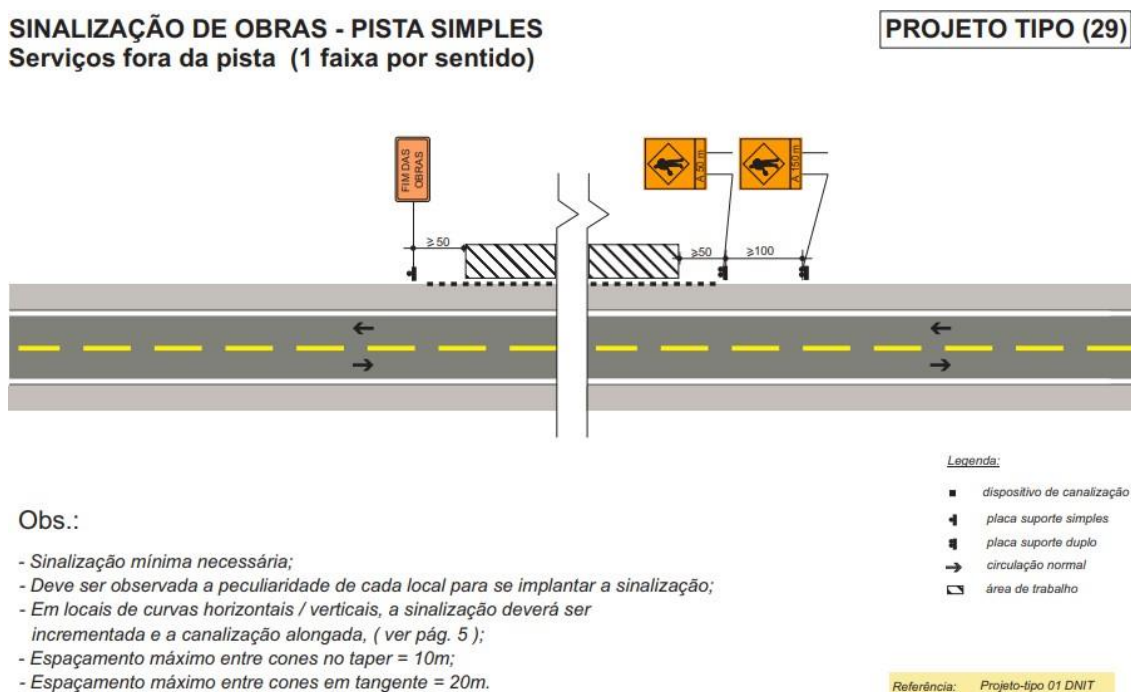 SINALIZAÇÃO DE OBRAS - PISTA SIMPLES
Serviços fora da pista (1 faixa por sentido)
PROJETO TIPO (29)
FIM DAS
OBRAS
A 50 m
A 150 m
≥ 50
≥50
≥100
Legenda:
dispositivo de canalização
placa suporte simples
placa suporte duplo
circulação normal
área de trabalho
Obs.:
- Sinalização mínima necessária;
- Deve ser observada a peculiaridade de cada local para se implantar a sinalização;
- Em locais de curvas horizontais / verticais, a sinalização deverá ser
incrementada e a canalização alongada, ( ver pág. 5 );
- Espaçamento máximo entre cones no taper = 10m;
- Espaçamento máximo entre cones em tangente = 20m.
Referência: Projeto-tipo 01 DNIT